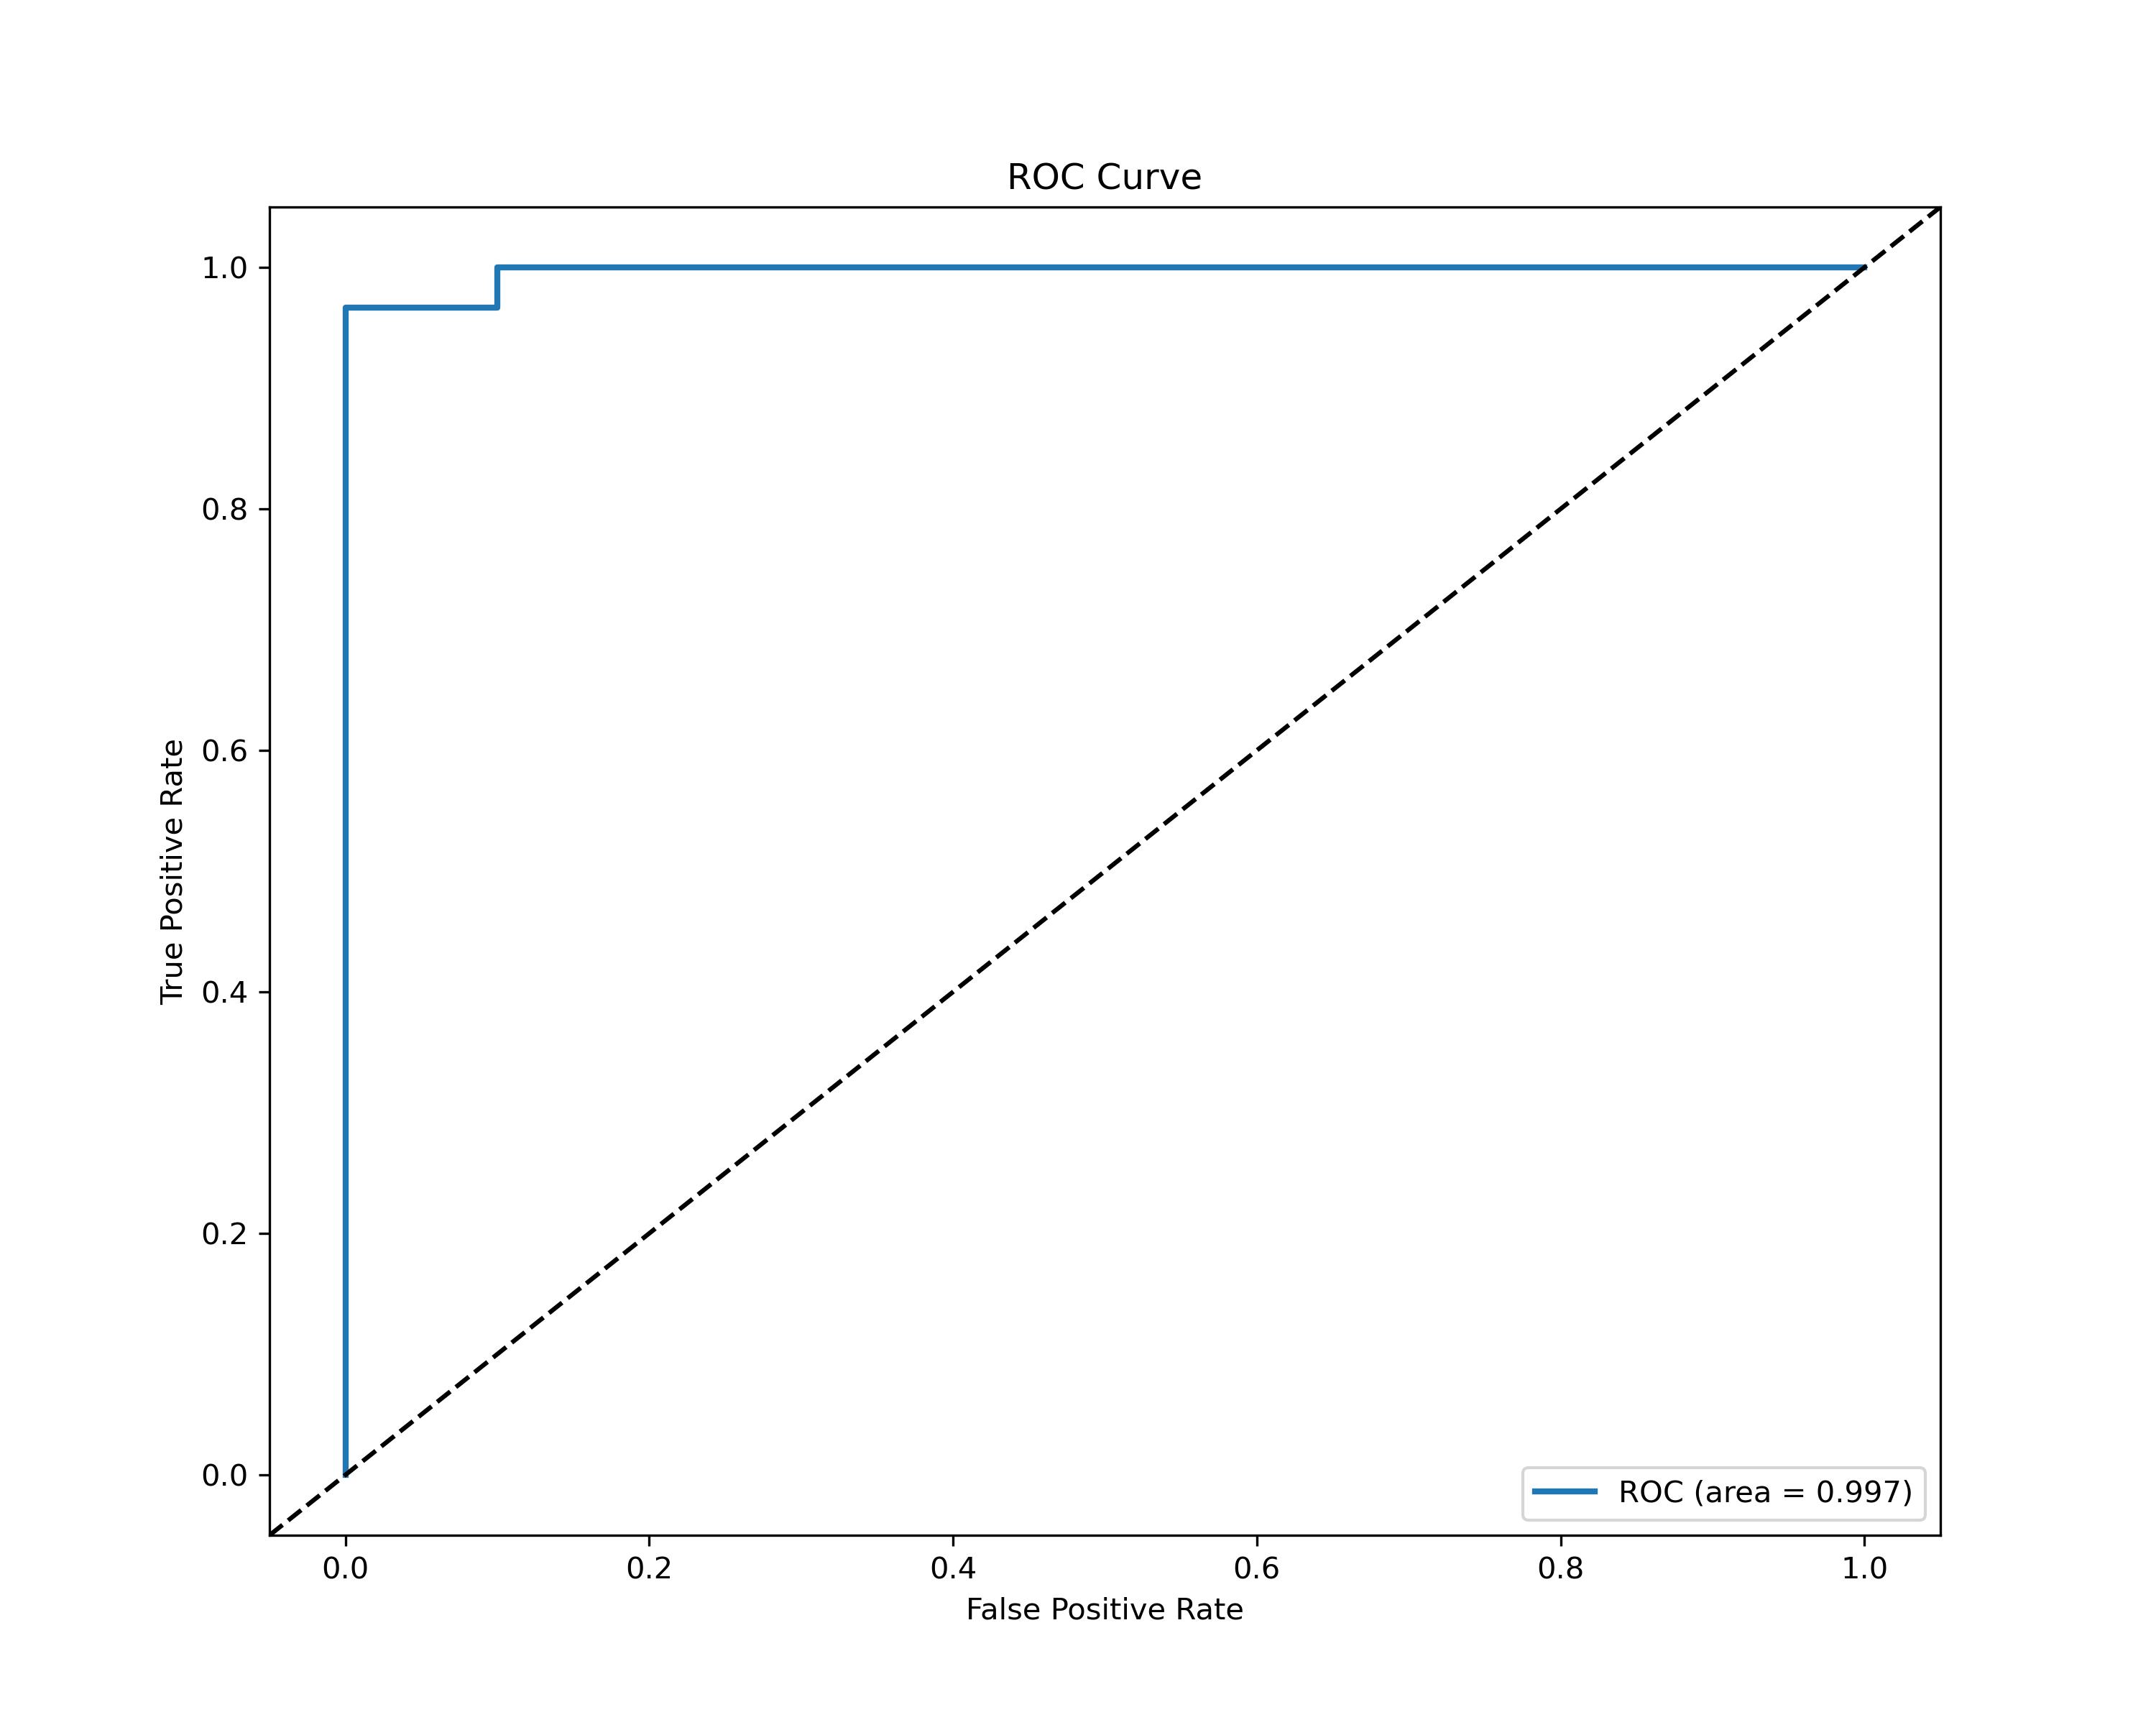 ROC Curve
1.0
0.8
0.6
0.4
0.2
0.0
True Positive Rate
ROC (area = 0.997)
0.0 0.2 0.4 0.6 0.8 1.0
False Positive Rate